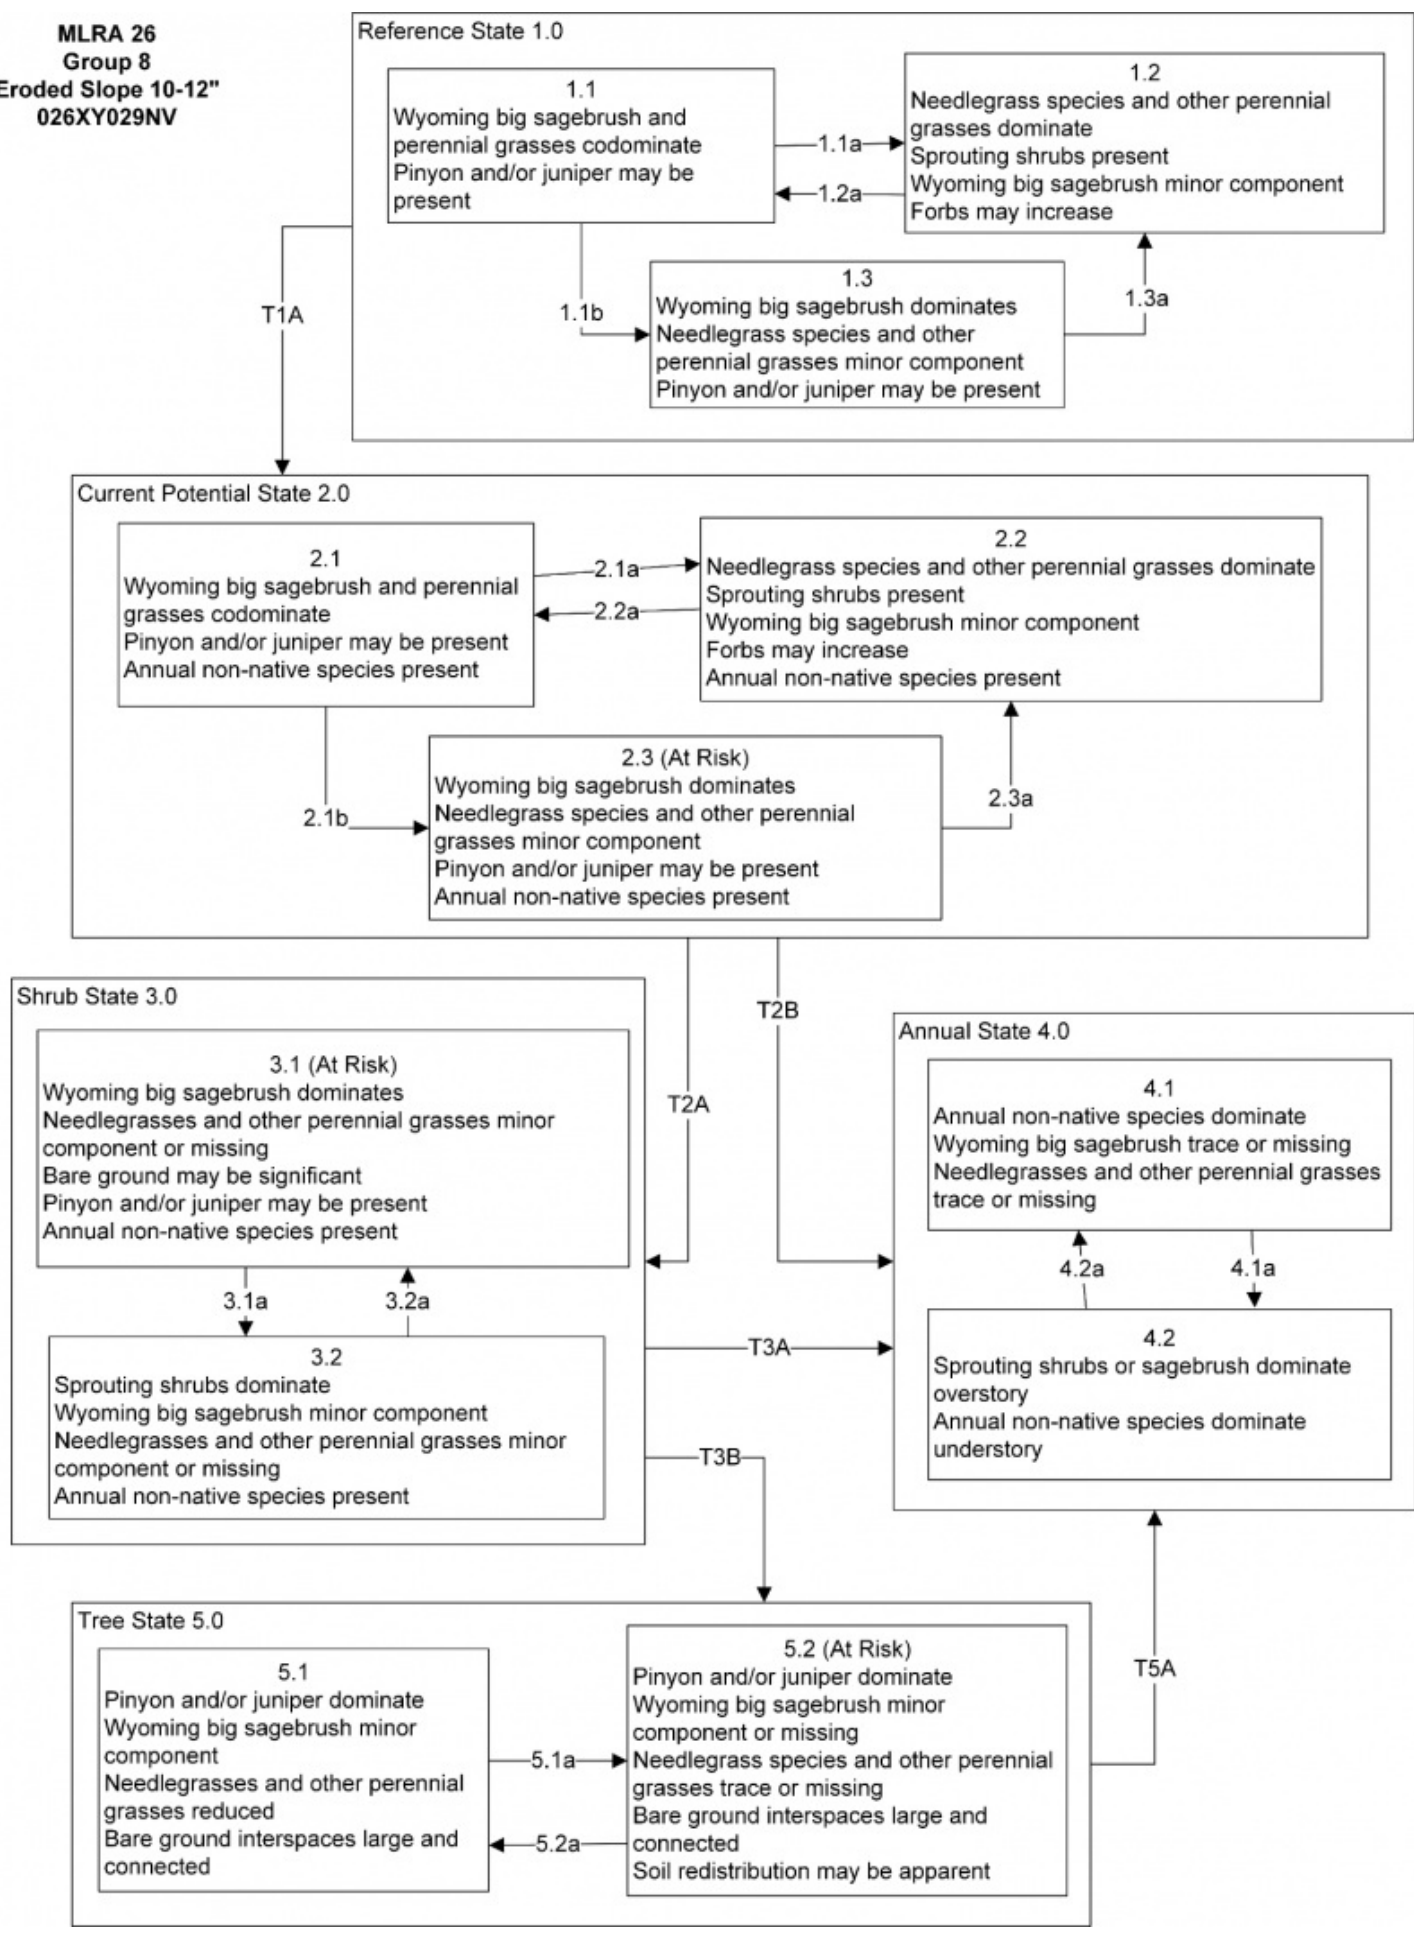 MLRA 26
Group 8
Eroded Slope 10-12"
026XY029NV
Reference State 1.0
1.1
Wyoming big sagebrush and
perennial grasses codominate
Pinyon and/or juniper may be
present
1.1a
1.2a
1.2
Needlegrass species and other perennial
grasses dominate
Sprouting shrubs present
Wyoming big sagebrush minor component
Forbs may increase
1.1b
1.3
Wyoming big sagebrush dominates
Needlegrass species and other
perennial grasses minor component
Pinyon and/or juniper may be present
1.3a
T1A
Current Potential State 2.0
2.1
Wyoming big sagebrush and perennial
grasses codominate
Pinyon and/or juniper may be present
Annual non-native species present
2.1a
2.2a
2.2
Needlegrass species and other perennial grasses dominate
Sprouting shrubs present
Wyoming big sagebrush minor component
Forbs may increase
Annual non-native species present
2.1b
2.3 (At Risk)
Wyoming big sagebrush dominates
Needlegrass species and other perennial
grasses minor component
Pinyon and/or juniper may be present
Annual non-native species present
2.3a
T2A
T2B
Shrub State 3.0
3.1 (At Risk)
Wyoming big sagebrush dominates
Needlegrasses and other perennial grasses minor
component or missing
Bare ground may be significant
Pinyon and/or juniper may be present
Annual non-native species present
3.1a
3.2a
3.2
Sprouting shrubs dominate
Wyoming big sagebrush minor component
Needlegrasses and other perennial grasses minor
component or missing
Annual non-native species present
T3A
T3B
Annual State 4.0
4.1
Annual non-native species dominate
Wyoming big sagebrush trace or missing
Needlegrasses and other perennial grasses
trace or missing
4.2a
4.1a
4.2
Sprouting shrubs or sagebrush dominate
overstory
Annual non-native species dominate
understory
Tree State 5.0
5.1
Pinyon and/or juniper dominate
Wyoming big sagebrush minor
component
Needlegrasses and other perennial
grasses reduced
Bare ground interspaces large and
connected
5.1a
5.2a
5.2 (At Risk)
Pinyon and/or juniper dominate
Wyoming big sagebrush minor
component or missing
Needlegrass species and other perennial
grasses trace or missing
Bare ground interspaces large and
connected
Soil redistribution may be apparent
T5A